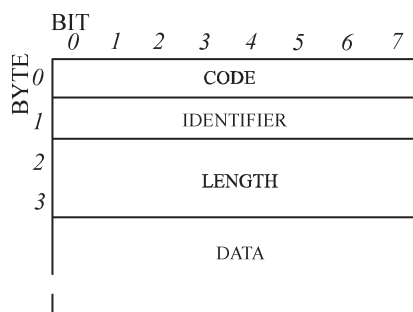 BIT
0 1 2 3 4 5 6 7
BYTE
0 CODE
1 IDENTIFIER
2
LENGTH
3
DATA